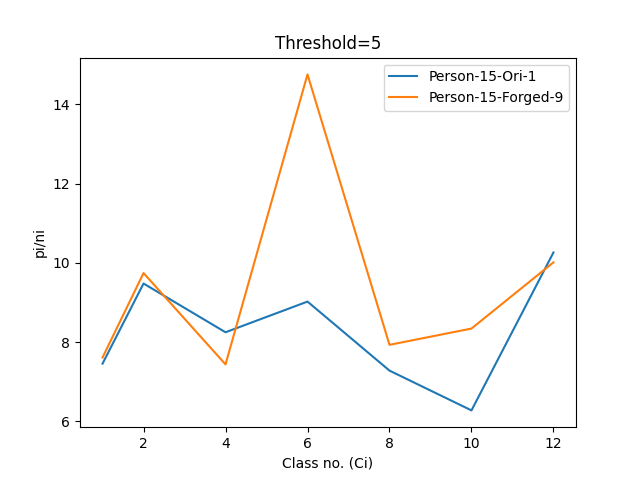 Threshold=5
Person-15-Ori-1
Person-15-Forged-9
pi/ni
14
12
10
8
6
2 4 6 8 10 12
Class no. (Ci)